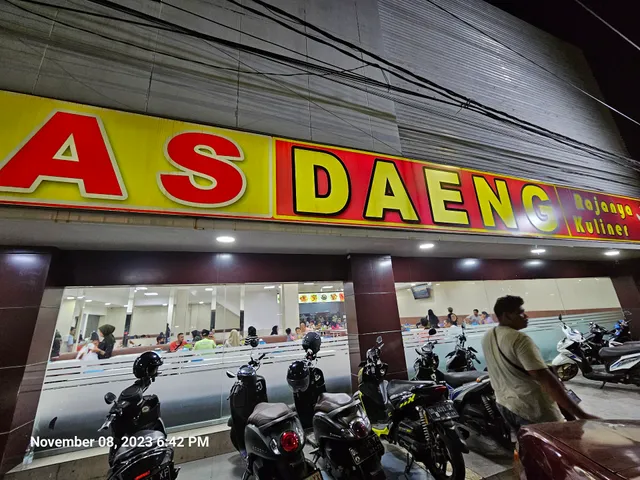 AS DAENG
Rajanya
Kuliner
November 08, 2023 6:42 PM